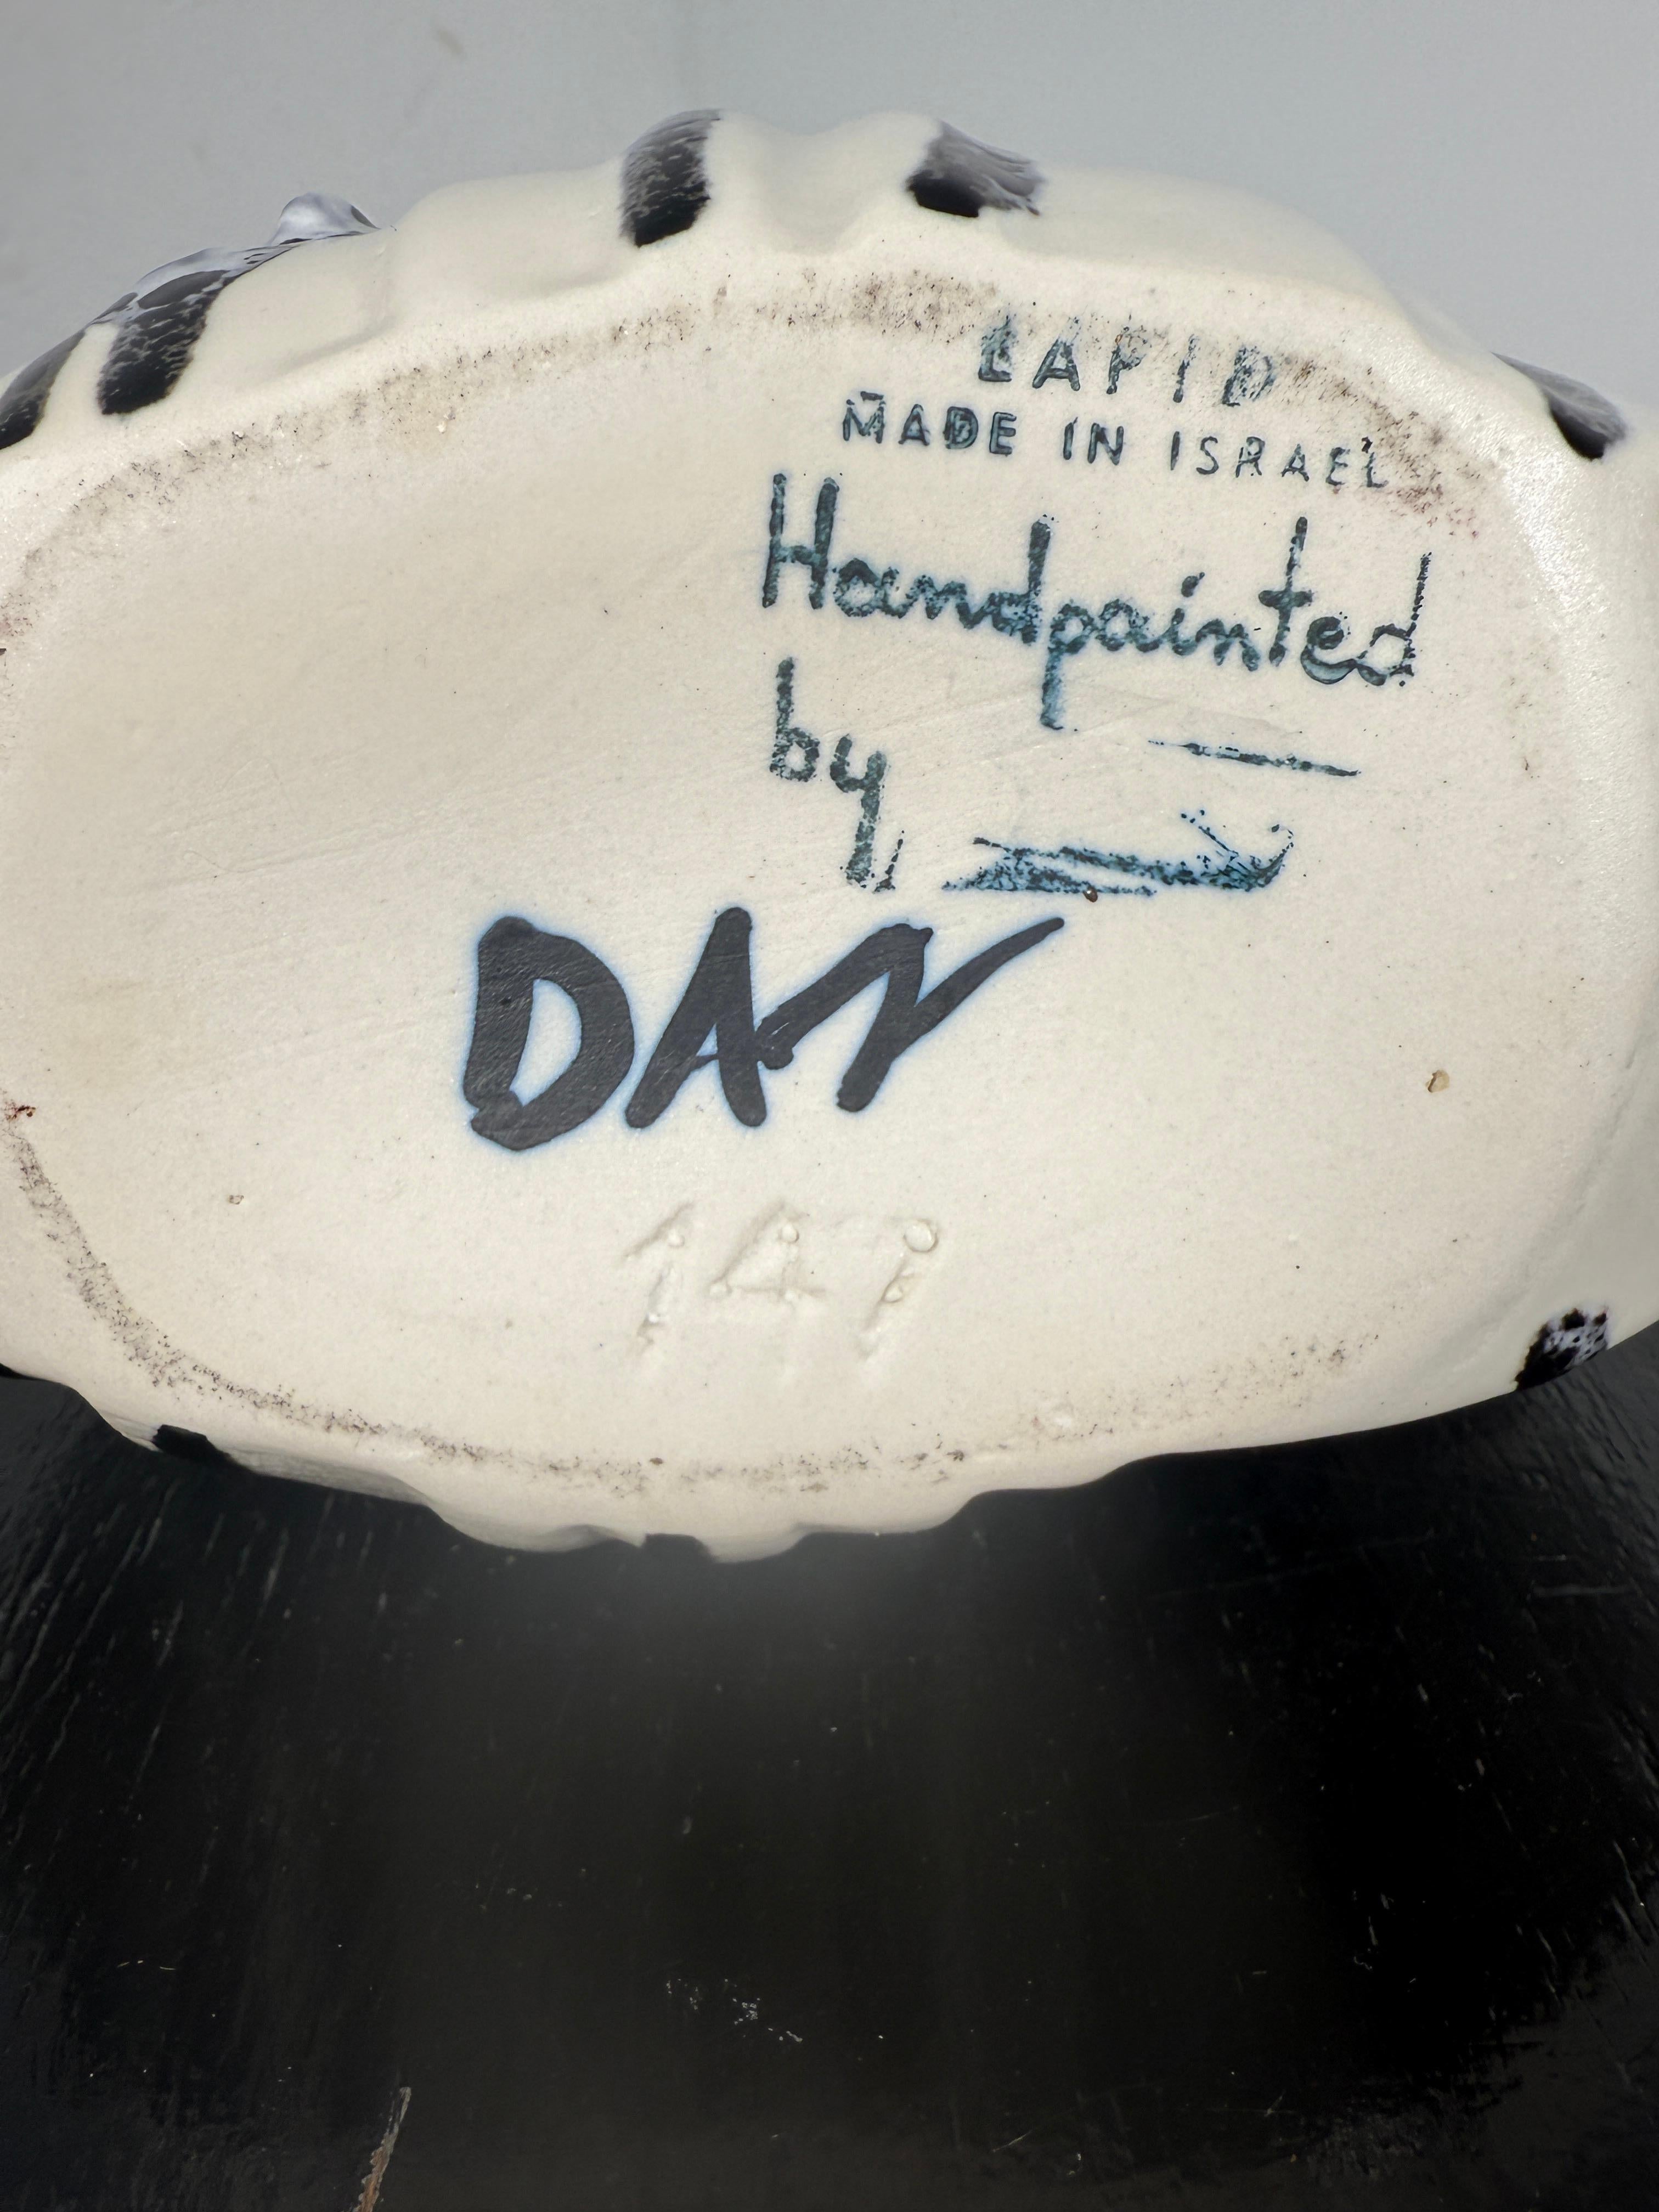 LAPID
MADE IN ISRAEL
Handpainted
by
DAN
147